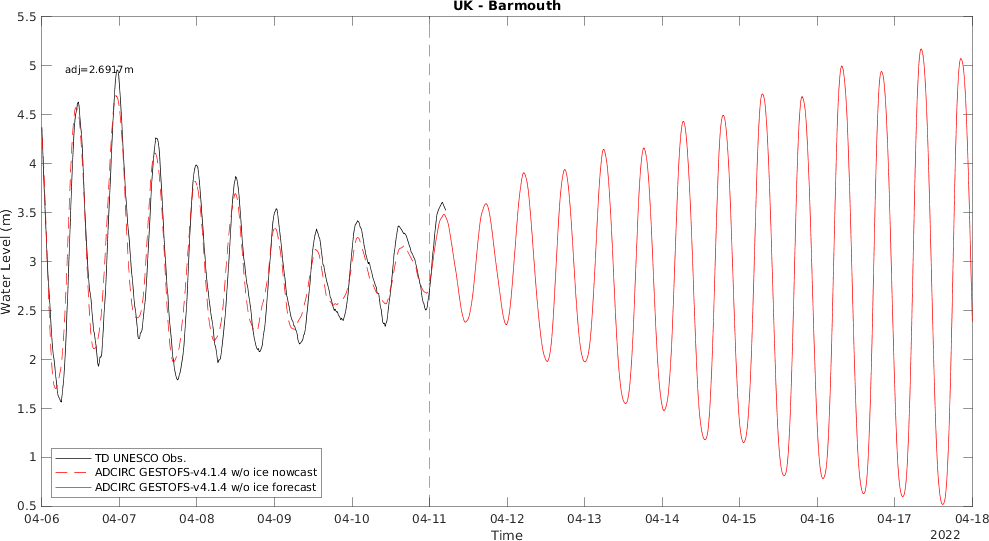 UK - Barmouth
adj=2.6917m
5.5
5
4.5
4
3.5
3
2.5
2
1.5
1
0.5
Water Level (m)
TD UNESCO Obs.
ADCIRC GESTOFS-v4.1.4 w/o ice nowcast
ADCIRC GESTOFS-v4.1.4 w/o ice forecast
04-06 04-07 04-08 04-09 04-10 04-11 04-12 04-13 04-14 04-15 04-16 04-17 04-18
Time
2022